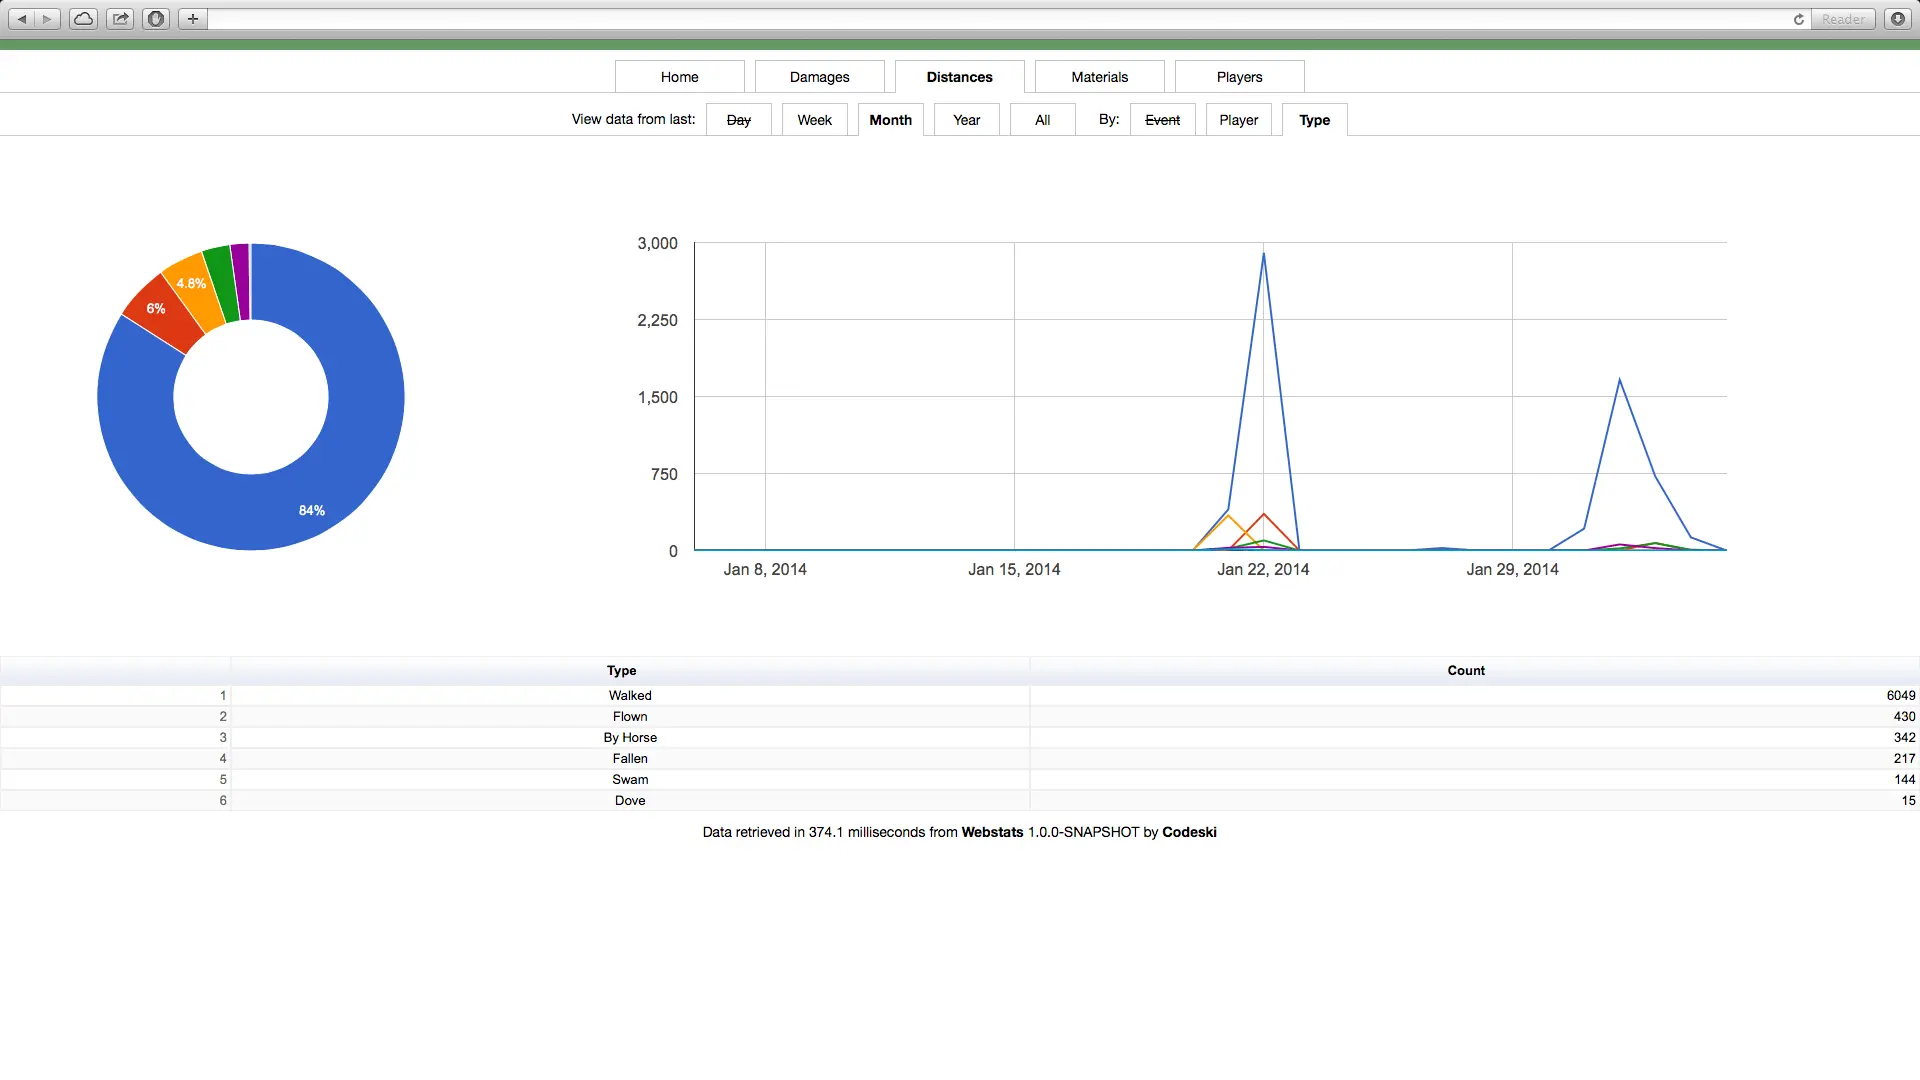 Reader
Home Damages Distances Materials Players
View data from last: Day Week Month Year All By: Event Player Type
84%
6%
4.8%
3,000
2,250
1,500
750
0
Jan 8, 2014 Jan 15, 2014 Jan 22, 2014 Jan 29, 2014
Type Count
1 Walked 6049
2 Flown 430
3 By Horse 342
4 Fallen 217
5 Swam 144
6 Dove 15
Data retrieved in 374.1 milliseconds from Webstats 1.0.0-SNAPSHOT by Codeski